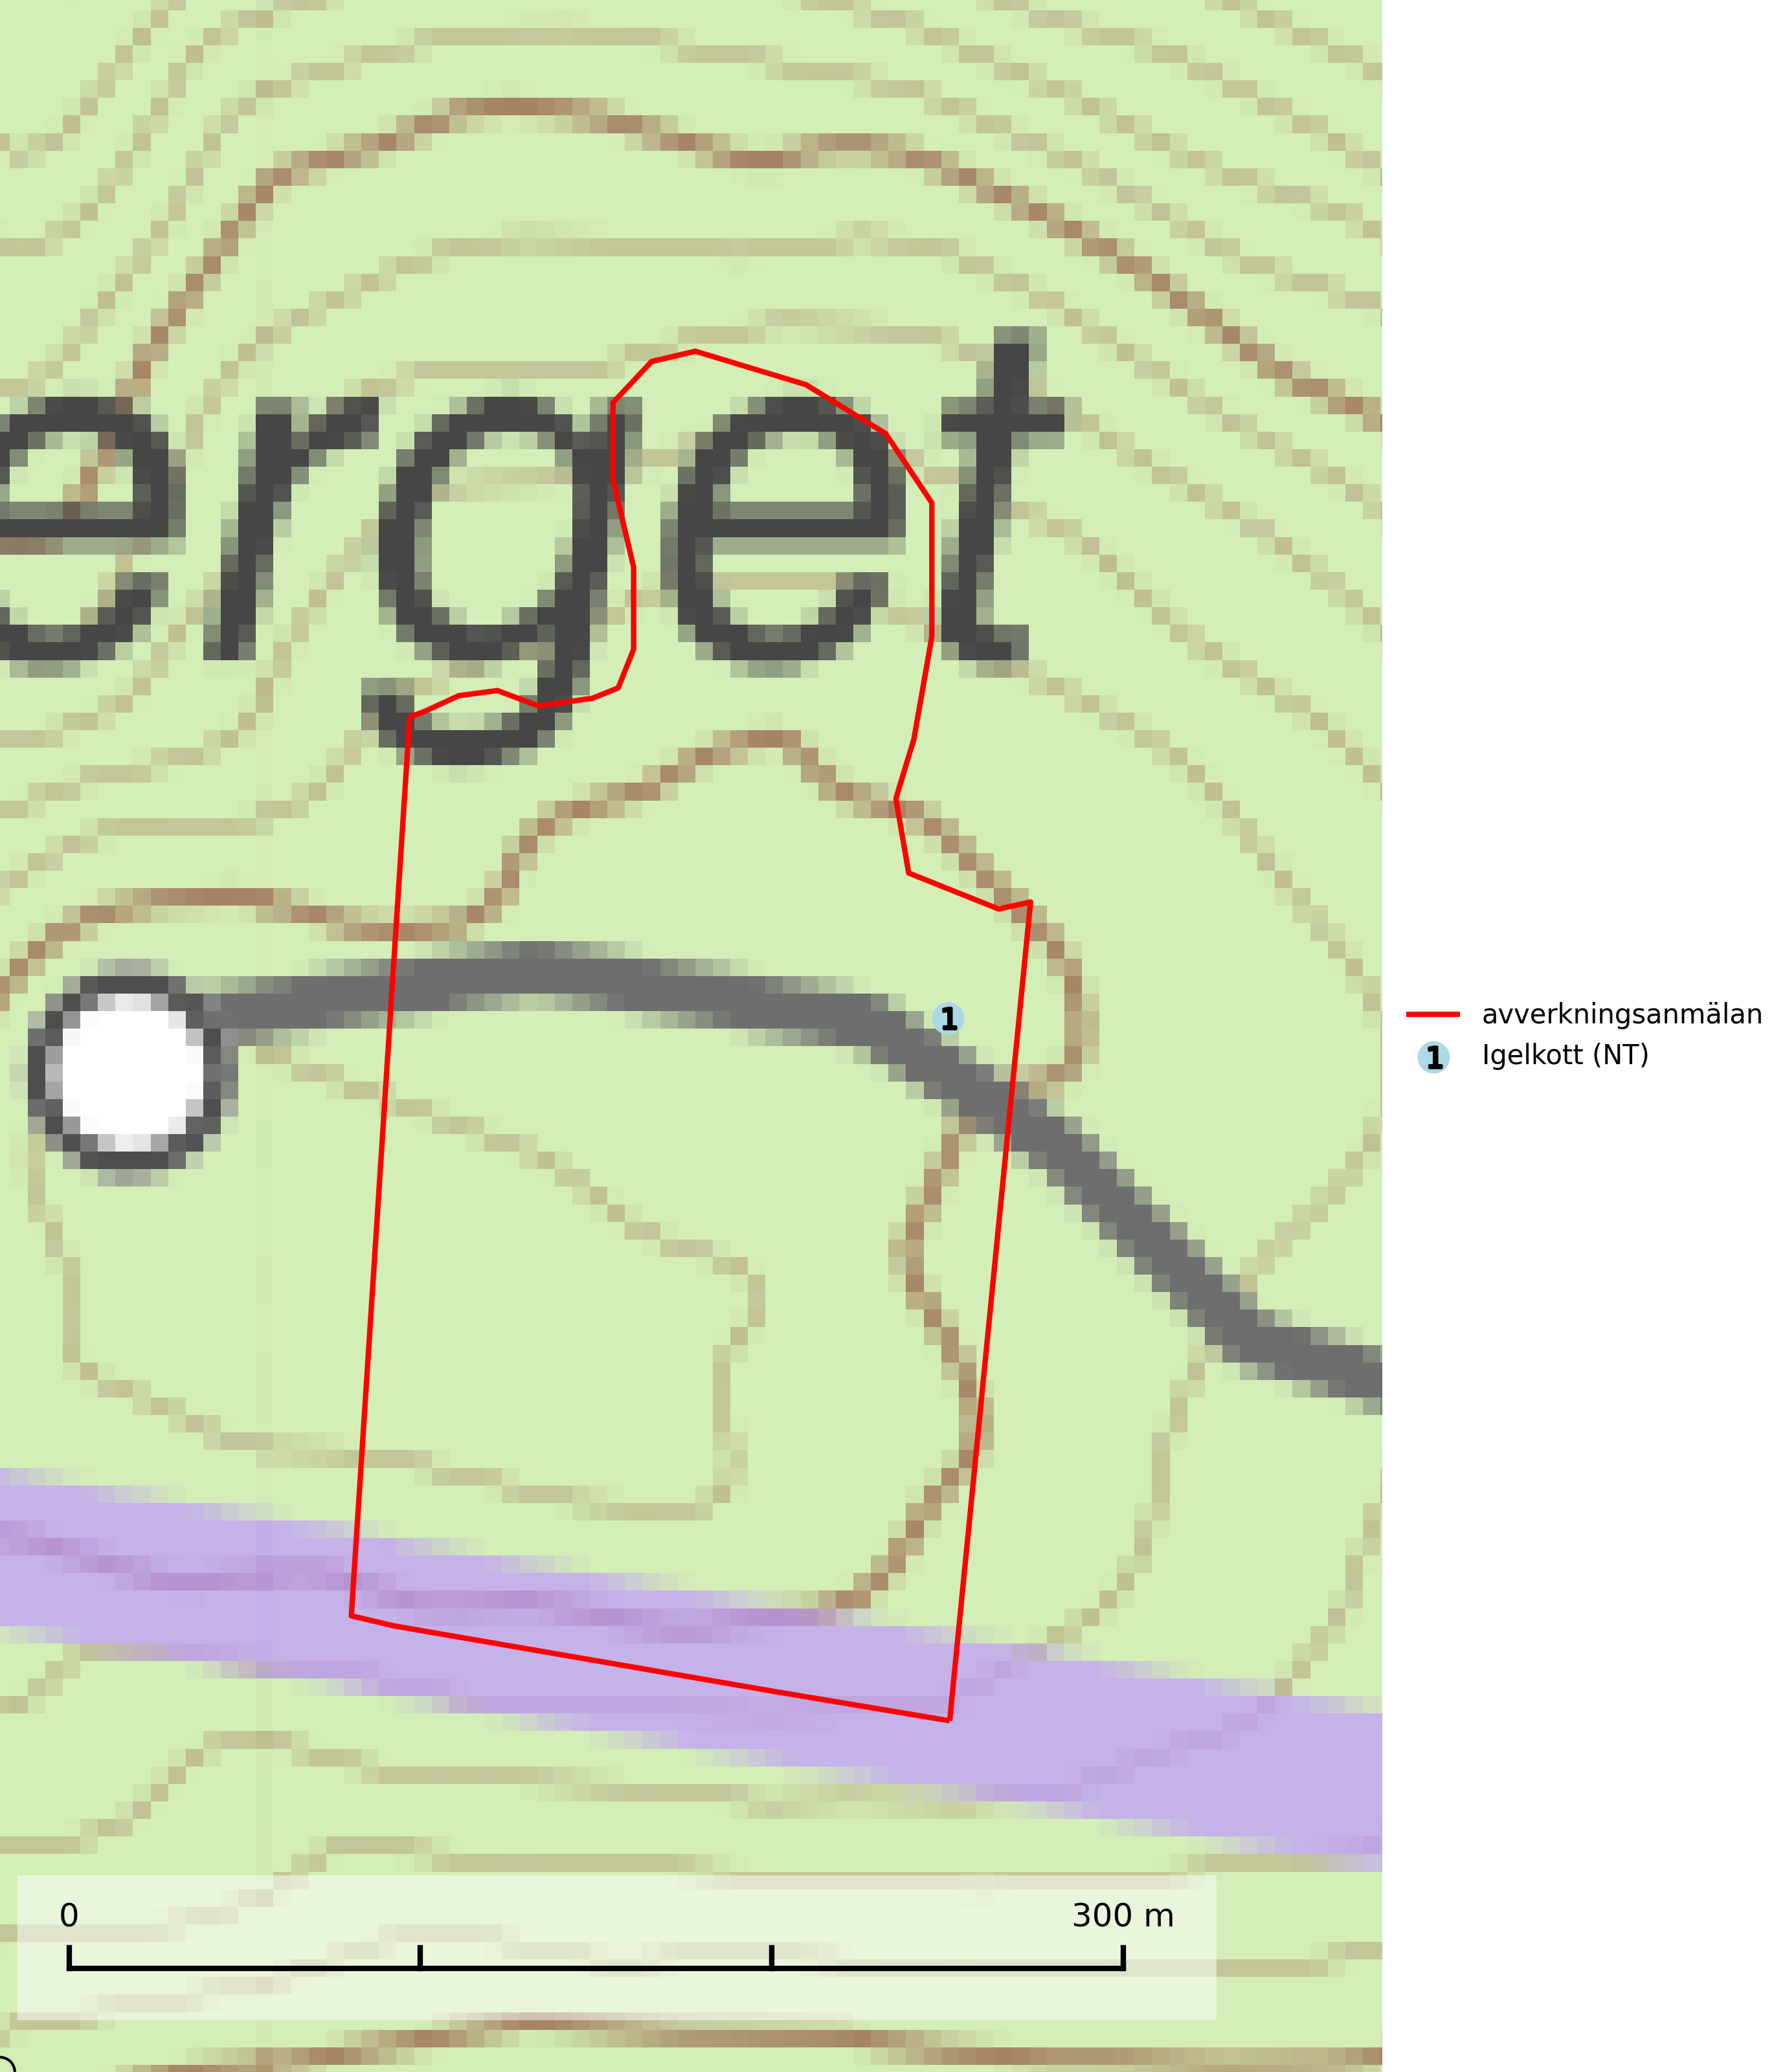 erget
1
avverkningsanmälan
1 Igelkott (NT)
0 300 m